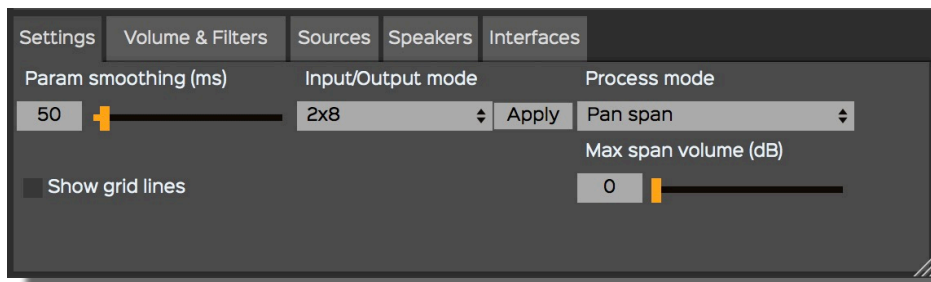 Settings Volume & Filters Sources Speakers Interfaces
Param smoothing (ms) Input/Output mode Process mode
50 2x8 Apply Pan span
Max span volume (dB)
Show grid lines 0